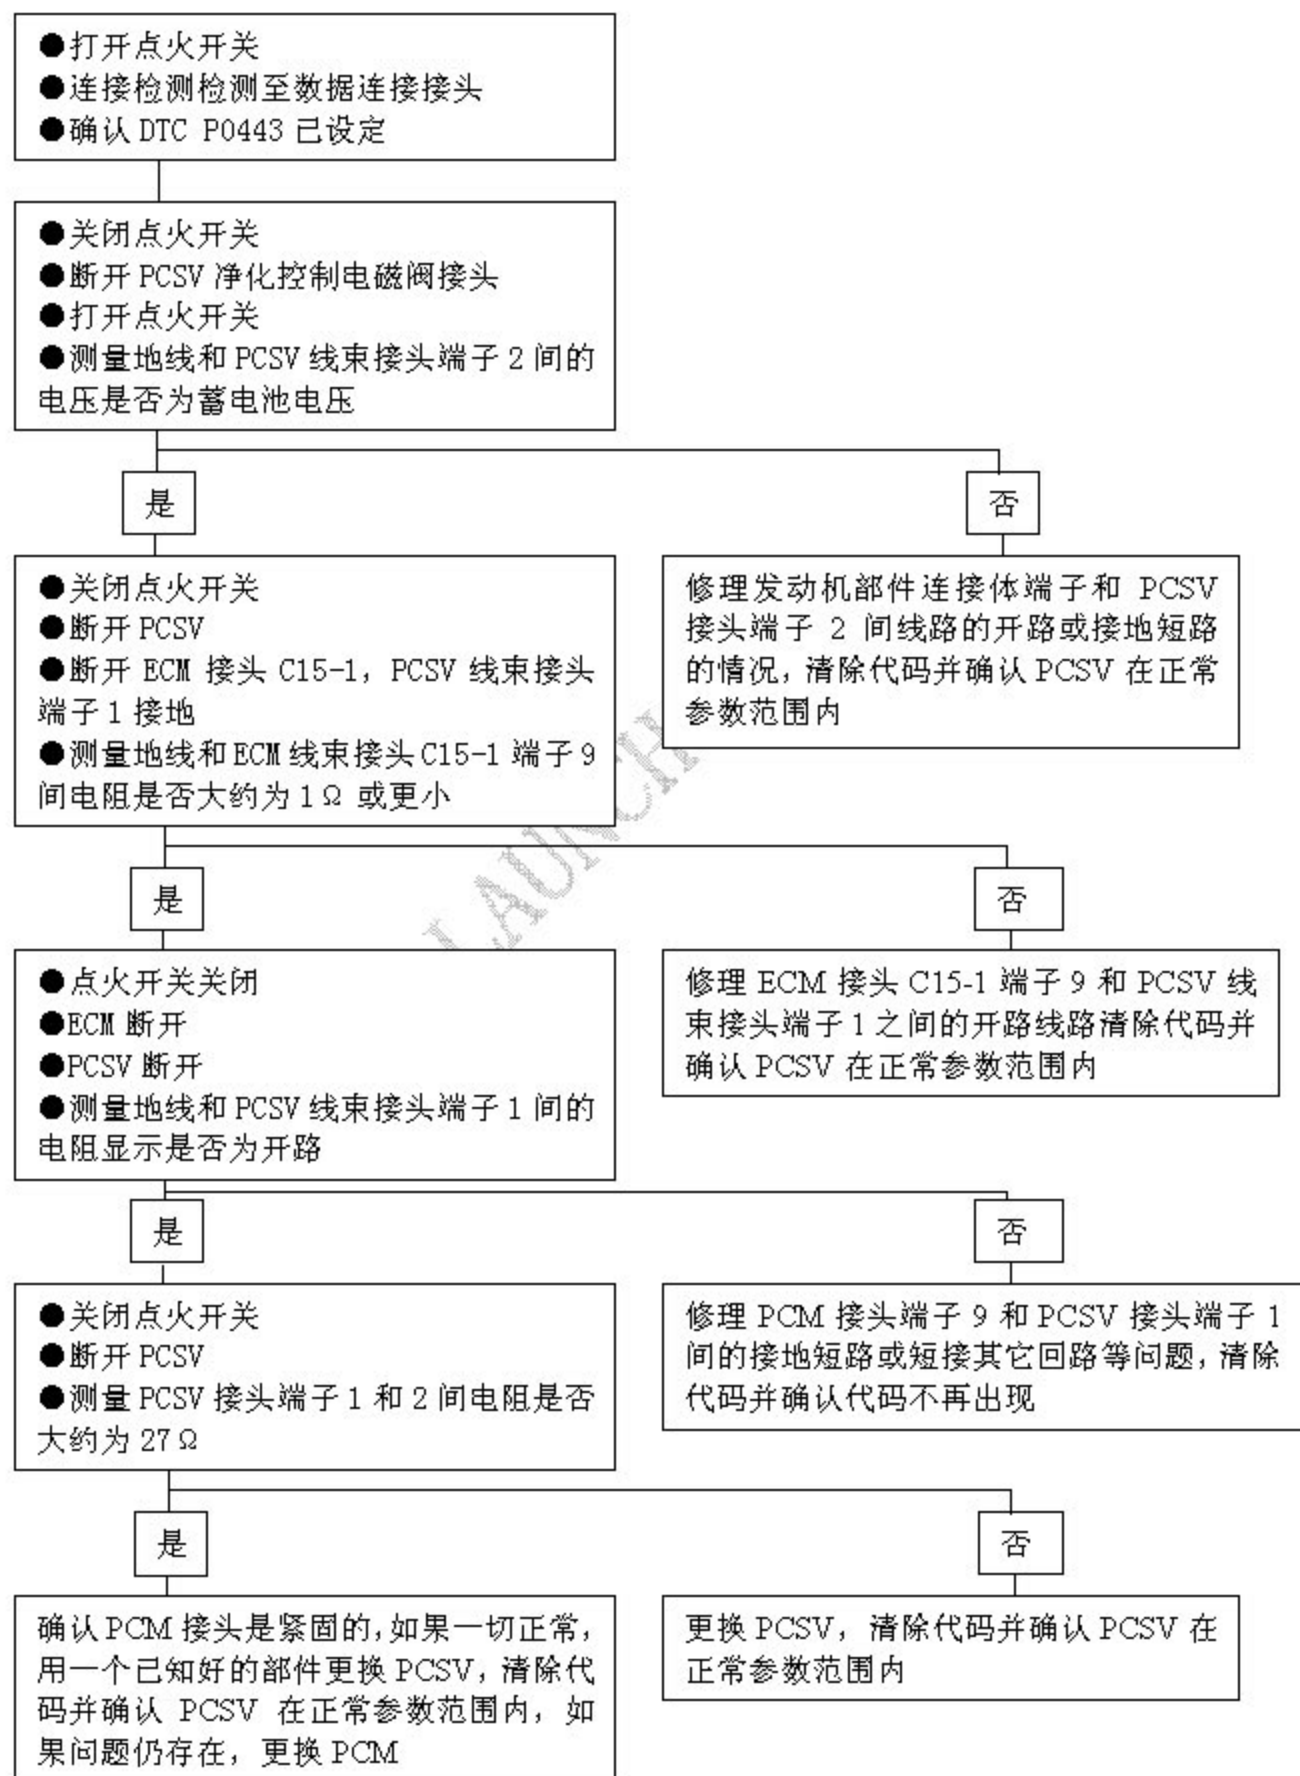 ●打开点火开关
●连接检测检测至数据连接接头
●确认 DTC P0443 已设定
●关闭点火开关
●断开 PCSV 净化控制电磁阀接头
●打开点火开关
●测量地线和 PCSV 线束接头端子 2 间的
电压是否为蓄电池电压
是
否
●关闭点火开关
●断开 PCSV
●断开 ECM 接头 C15-1, PCSV 线束接头
端子 1 接地
●测量地线和 ECM 线束接头 C15-1 端子 9
间电阻是否大约为 1Ω 或更小
修理发动机部件连接体端子和 PCSV
接头端子 2 间线路的开路或接地短路
的情况，清除代码并确认 PCSV 在正常
参数范围内
LAUNCH
是
否
●点火开关关闭
●ECM 断开
●PCSV 断开
●测量地线和 PCSV 线束接头端子 1 间的
电阻显示是否为开路
修理 ECM 接头 C15-1 端子 9 和 PCSV 线
束接头端子 1 之间的开路线路清除代码并
确认 PCSV 在正常参数范围内
是
否
●关闭点火开关
●断开 PCSV
●测量 PCSV 接头端子 1 和 2 间电阻是否
大约为 27Ω
修理 PCM 接头端子 9 和 PCSV 接头端子 1
间的接地短路或短接其它回路等问题，清除
代码并确认代码不再出现
是
否
确认 PCM 接头是紧固的，如果一切正常，
用一个已知好的部件更换 PCSV，清除代
码并确认 PCSV 在正常参数范围内，如
果问题仍存在，更换 PCM
更换 PCSV，清除代码并确认 PCSV 在
正常参数范围内